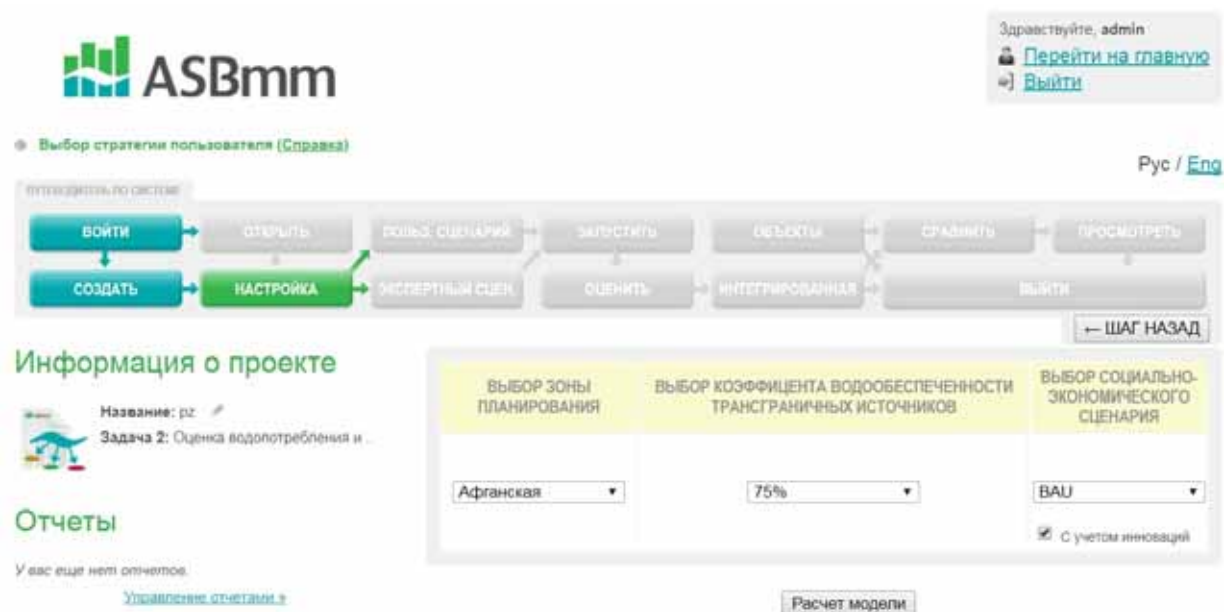 ASBmm
Здравствуйте, admin
Перейти на главную
Выйти
Выбор стратегии пользователя (Справка)
Рус / Eng
ПУТЕВОДИТЕЛЬ ПО СИСТЕМЕ
ВОЙТИ
ОТКРЫТЬ
ПОЛЬЗ. СЦЕНАРИЙ
ЗАПУСТИТЬ
ОБЪЕКТЫ
СРАВНИТЬ
ПРОСМОТРЕТЬ
СОЗДАТЬ
НАСТРОЙКА
ЭКСПЕРТНЫЙ СЦЕН.
ОЦЕНИТЬ
ИНТЕГРИРОВАННАЯ
ВЫЙТИ
← ШАГ НАЗАД
Информация о проекте
Название: pz
Задача 2: Оценка водопотребления и ...
Отчеты
У вас еще нет отчетов.
Управление отчетами »
ВЫБОР ЗОНЫ
ПЛАНИРОВАНИЯ
ВЫБОР КОЭФФИЦЕНТА ВОДООБЕСПЕЧЕННОСТИ
ТРАНСГРАНИЧНЫХ ИСТОЧНИКОВ
ВЫБОР СОЦИАЛЬНО-
ЭКОНОМИЧЕСКОГО
СЦЕНАРИЯ
Афганская
75%
BAU
С учетом инноваций
Расчет модели